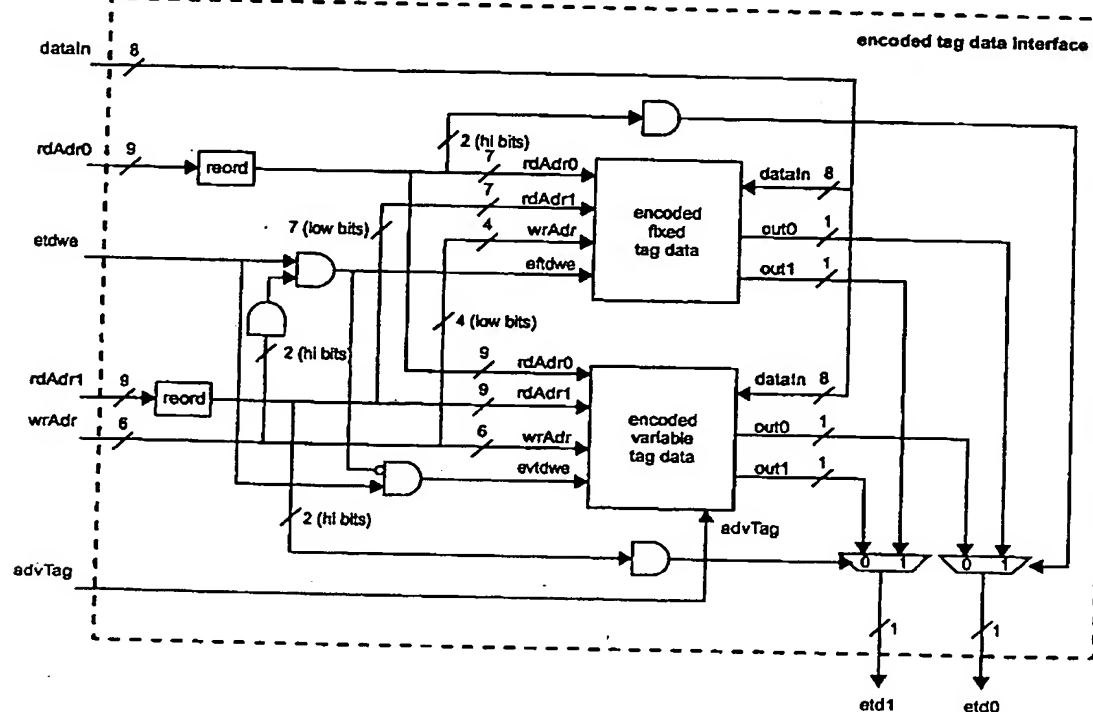 encoded tag data interface
dataIn
8
2 (hi bits)
rdAdr0
9
reord
7
rdAdr0
dataIn 8
7
rdAdr1
encoded
fixed
tag data
7 (low bits)
4
wrAdr
out0
1
etdwe
eftdwe
out1
1
4 (low bits)
2 (hi bits
9
rdAdr0
rdAdr1
9
reord
9
rdAdr1
dataIn 8
wrAdr
6
6
wrAdr
encoded
variable
tag data
out0
1
evtdwe
out1
1
2 (hi bits)
advTag
0 1
0 1
advTag
1
1
etd1
etd0